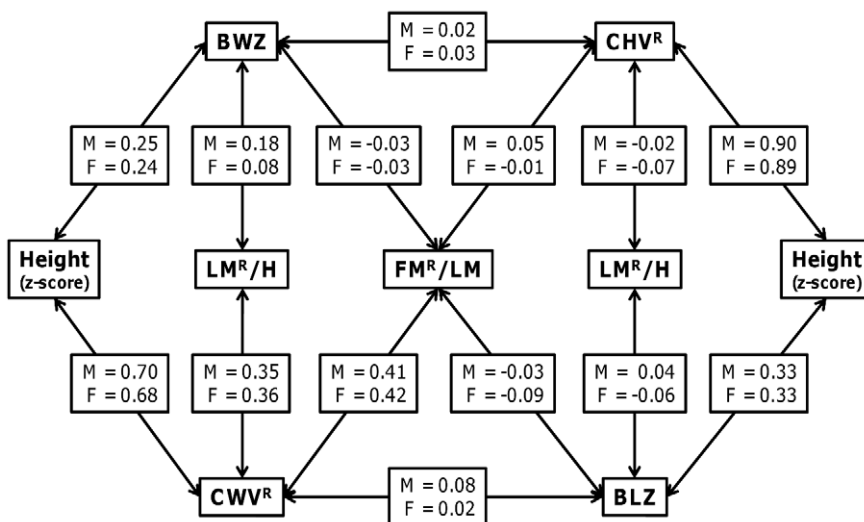 BWZ
M = 0.02
F = 0.03
CHVᴿ
M = 0.25
F = 0.24
M = 0.18
F = 0.08
M = -0.03
F = -0.03
M = 0.05
F = -0.01
M = -0.02
F = -0.07
M = 0.90
F = 0.89
Height
(z-score)
LMᴿ/H
FMᴿ/LM
LMᴿ/H
Height
(z-score)
M = 0.70
F = 0.68
M = 0.35
F = 0.36
M = 0.41
F = 0.42
M = -0.03
F = -0.09
M = 0.04
F = -0.06
M = 0.33
F = 0.33
CWVᴿ
M = 0.08
F = 0.02
BLZ